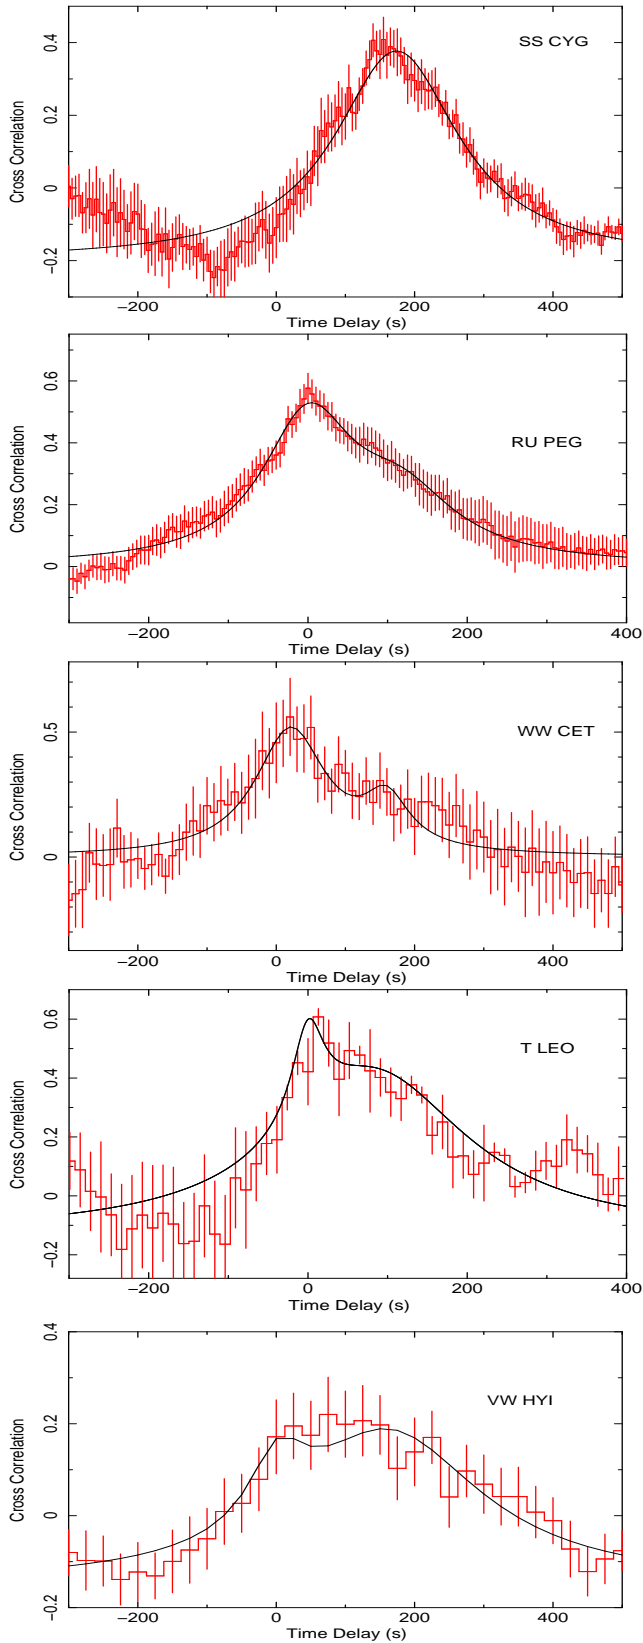 0.4
SS CYG
0.2
Cross Correlation
0
−0.2
−200 0 200 400
Time Delay (s)
0.6
RU PEG
0.4
Cross Correlation
0.2
0
−200 0 200 400
Time Delay (s)
0.5
WW CET
Cross Correlation
0
−200 0 200 400
Time Delay (s)
0.6
T LEO
0.4
Cross Correlation
0.2
0
−0.2
−200 0 200 400
Time Delay (s)
0.4
VW HYI
0.2
Cross Correlation
0
−0.2
−200 0 200 400
Time Delay (s)